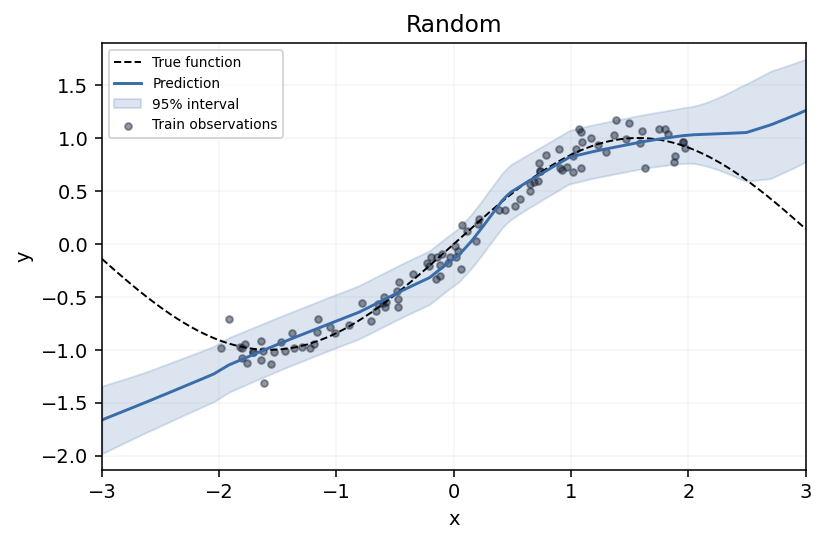 Random
True function
Prediction
95% interval
Train observations
y
1.5
1.0
0.5
0.0
−0.5
−1.0
−1.5
−2.0
−3
−2
−1
0
1
2
3
x